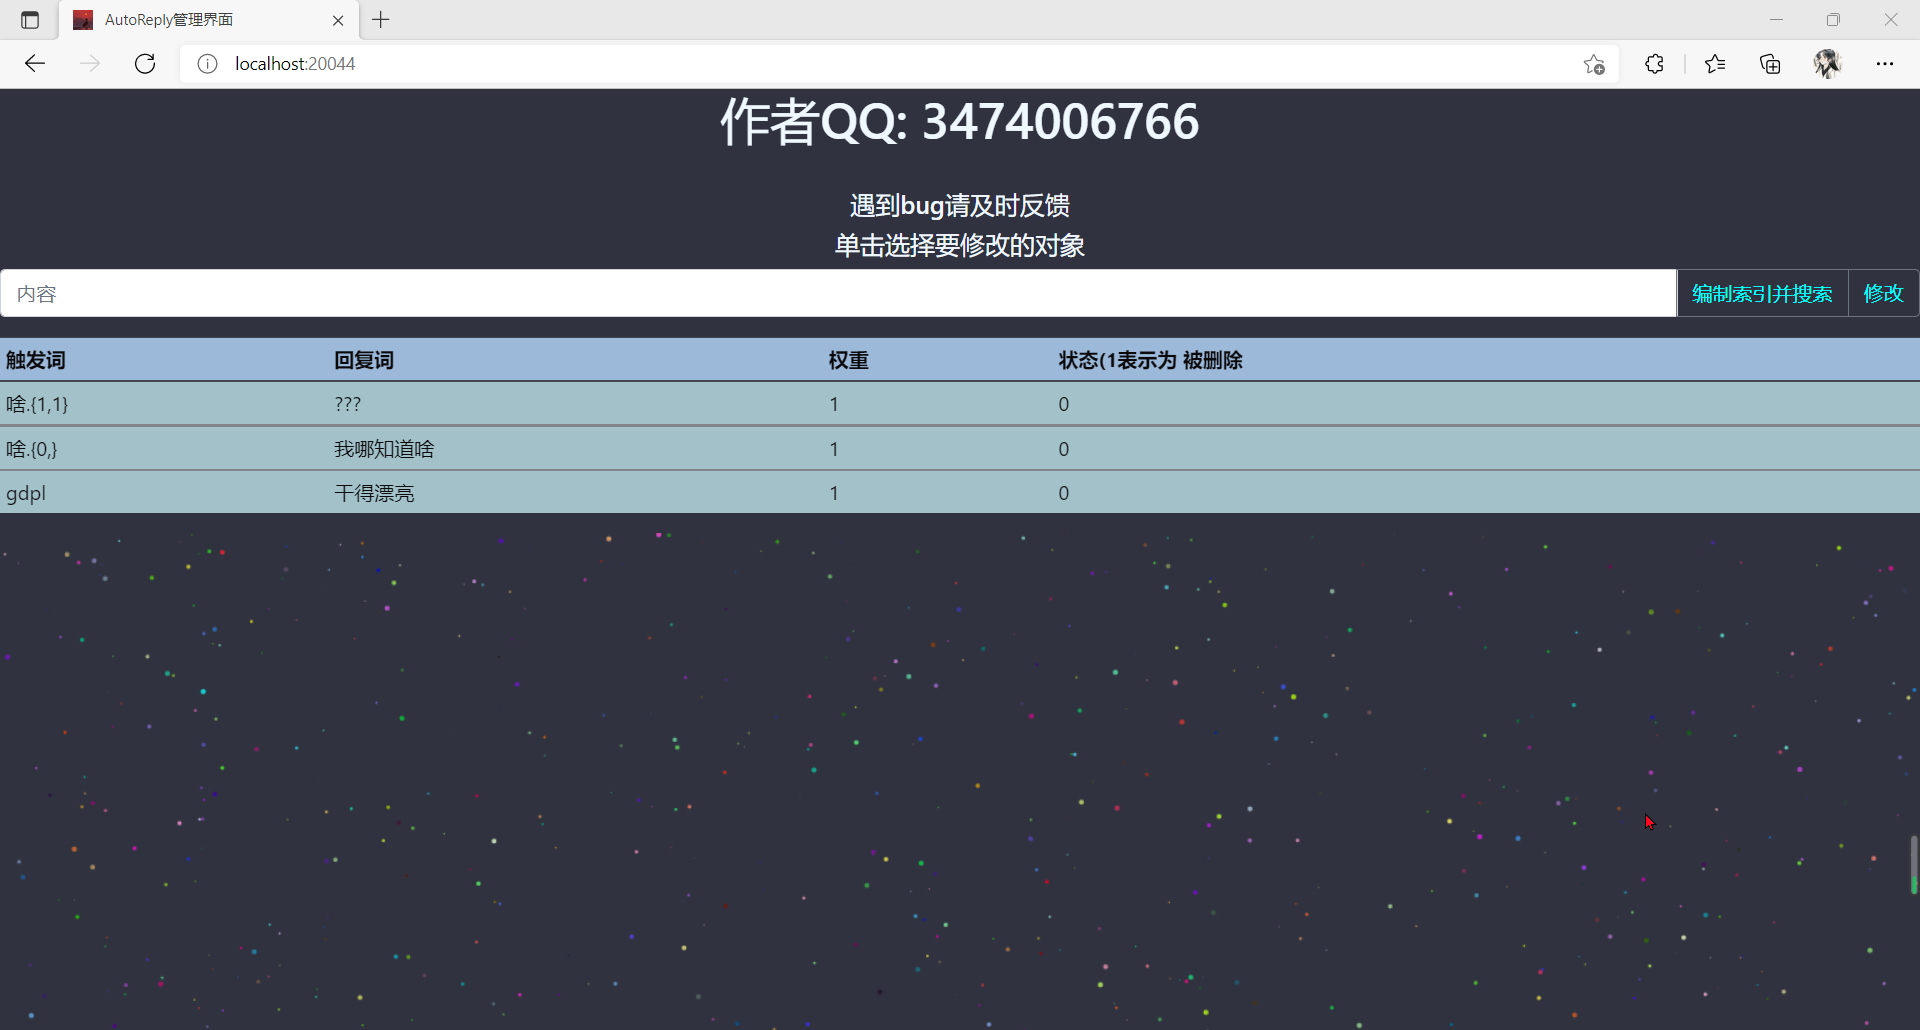 AutoReply管理界面
localhost:20044
作者QQ: 3474006766
遇到bug请及时反馈
单击选择要修改的对象
内容 编制索引并搜索 修改
触发词 回复词 权重 状态(1表示为 被删除
啥.{1,1} ??? 1 0
啥.{0,} 我哪知道啥 1 0
gdpl 干得漂亮 1 0